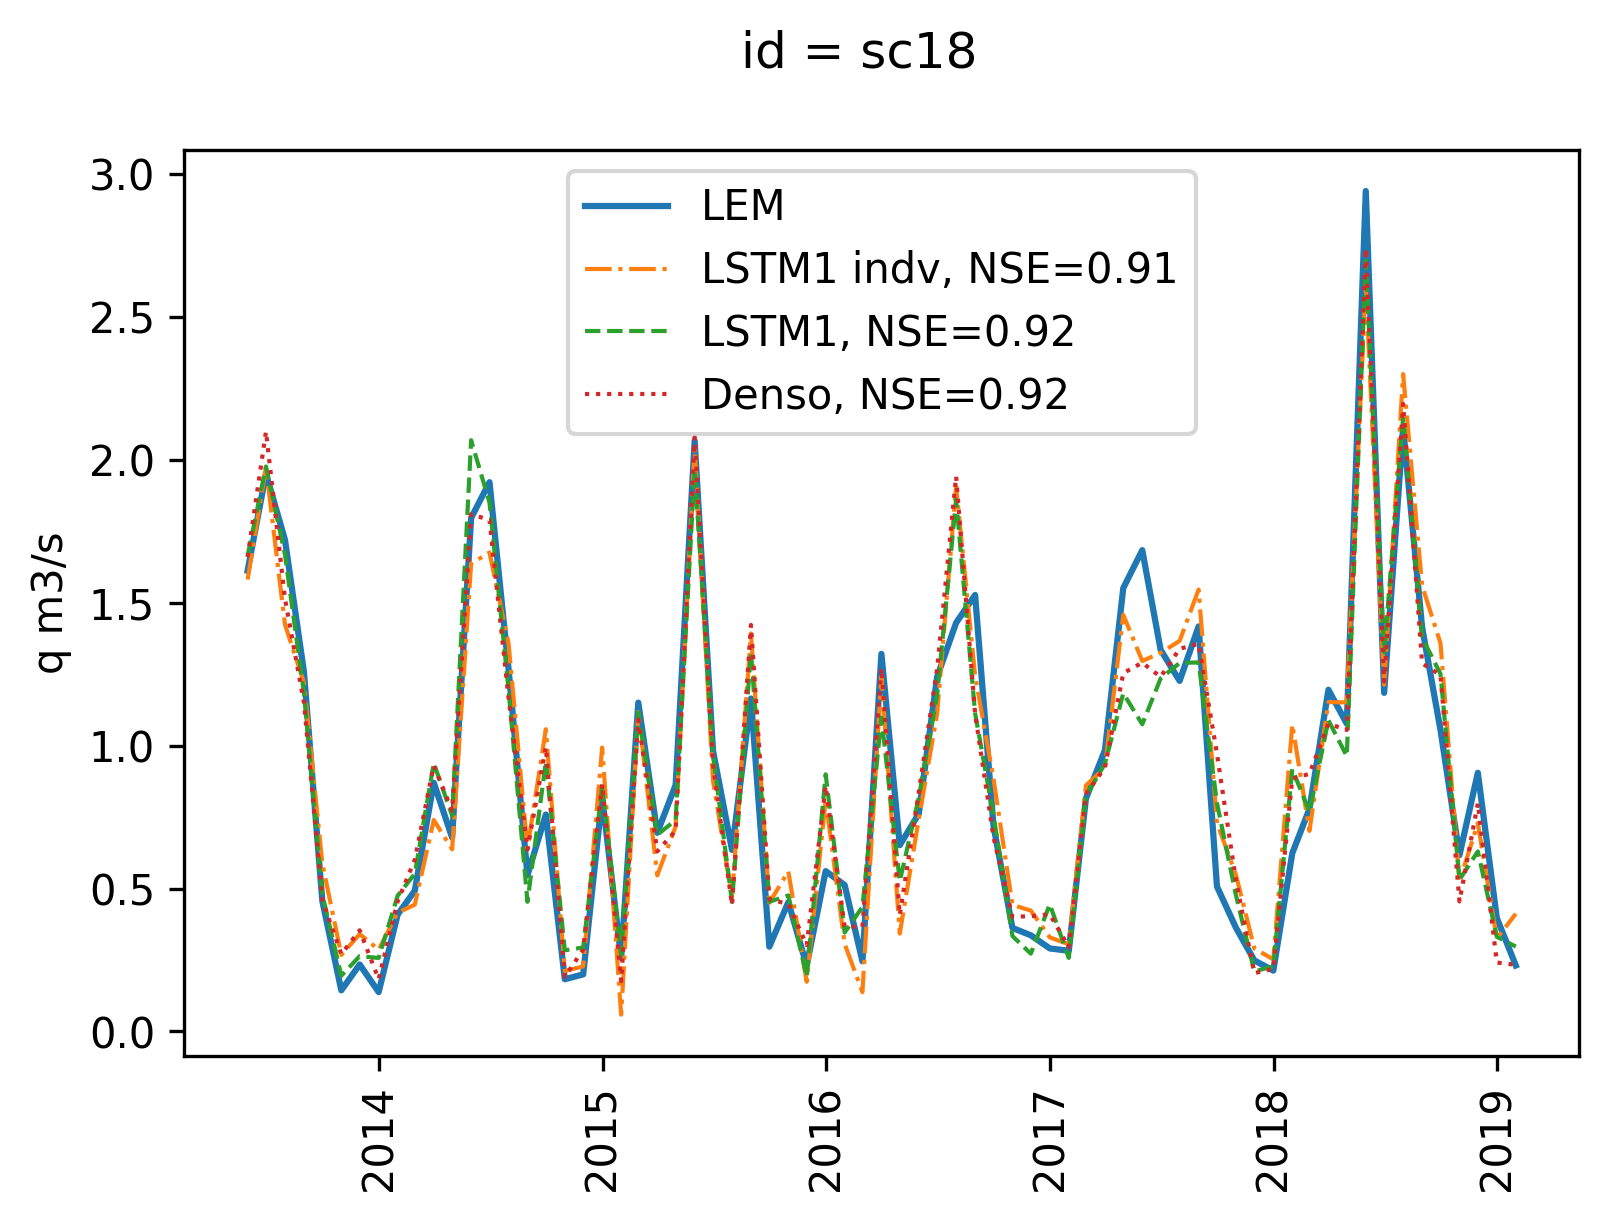 id = sc18
LEM
LSTM1 indv, NSE=0.91
LSTM1, NSE=0.92
Denso, NSE=0.92
q m3/s
3.0
2.5
2.0
1.5
1.0
0.5
0.0
2014
2015
2016
2017
2018
2019